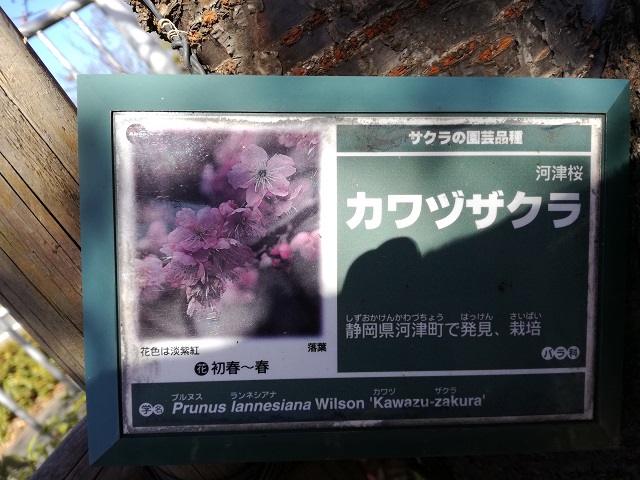 サクラの園芸品種
河津桜
カワヅザクラ
しずおかけんかわづちょう はっけん さいばい
静岡県河津町で発見、栽培
バラ科
花色は淡紫紅 落葉
花 初春～春
プルヌス ランネシアナ カワヅ ザクラ
学名 Prunus lannesiana Wilson 'Kawazu-zakura'